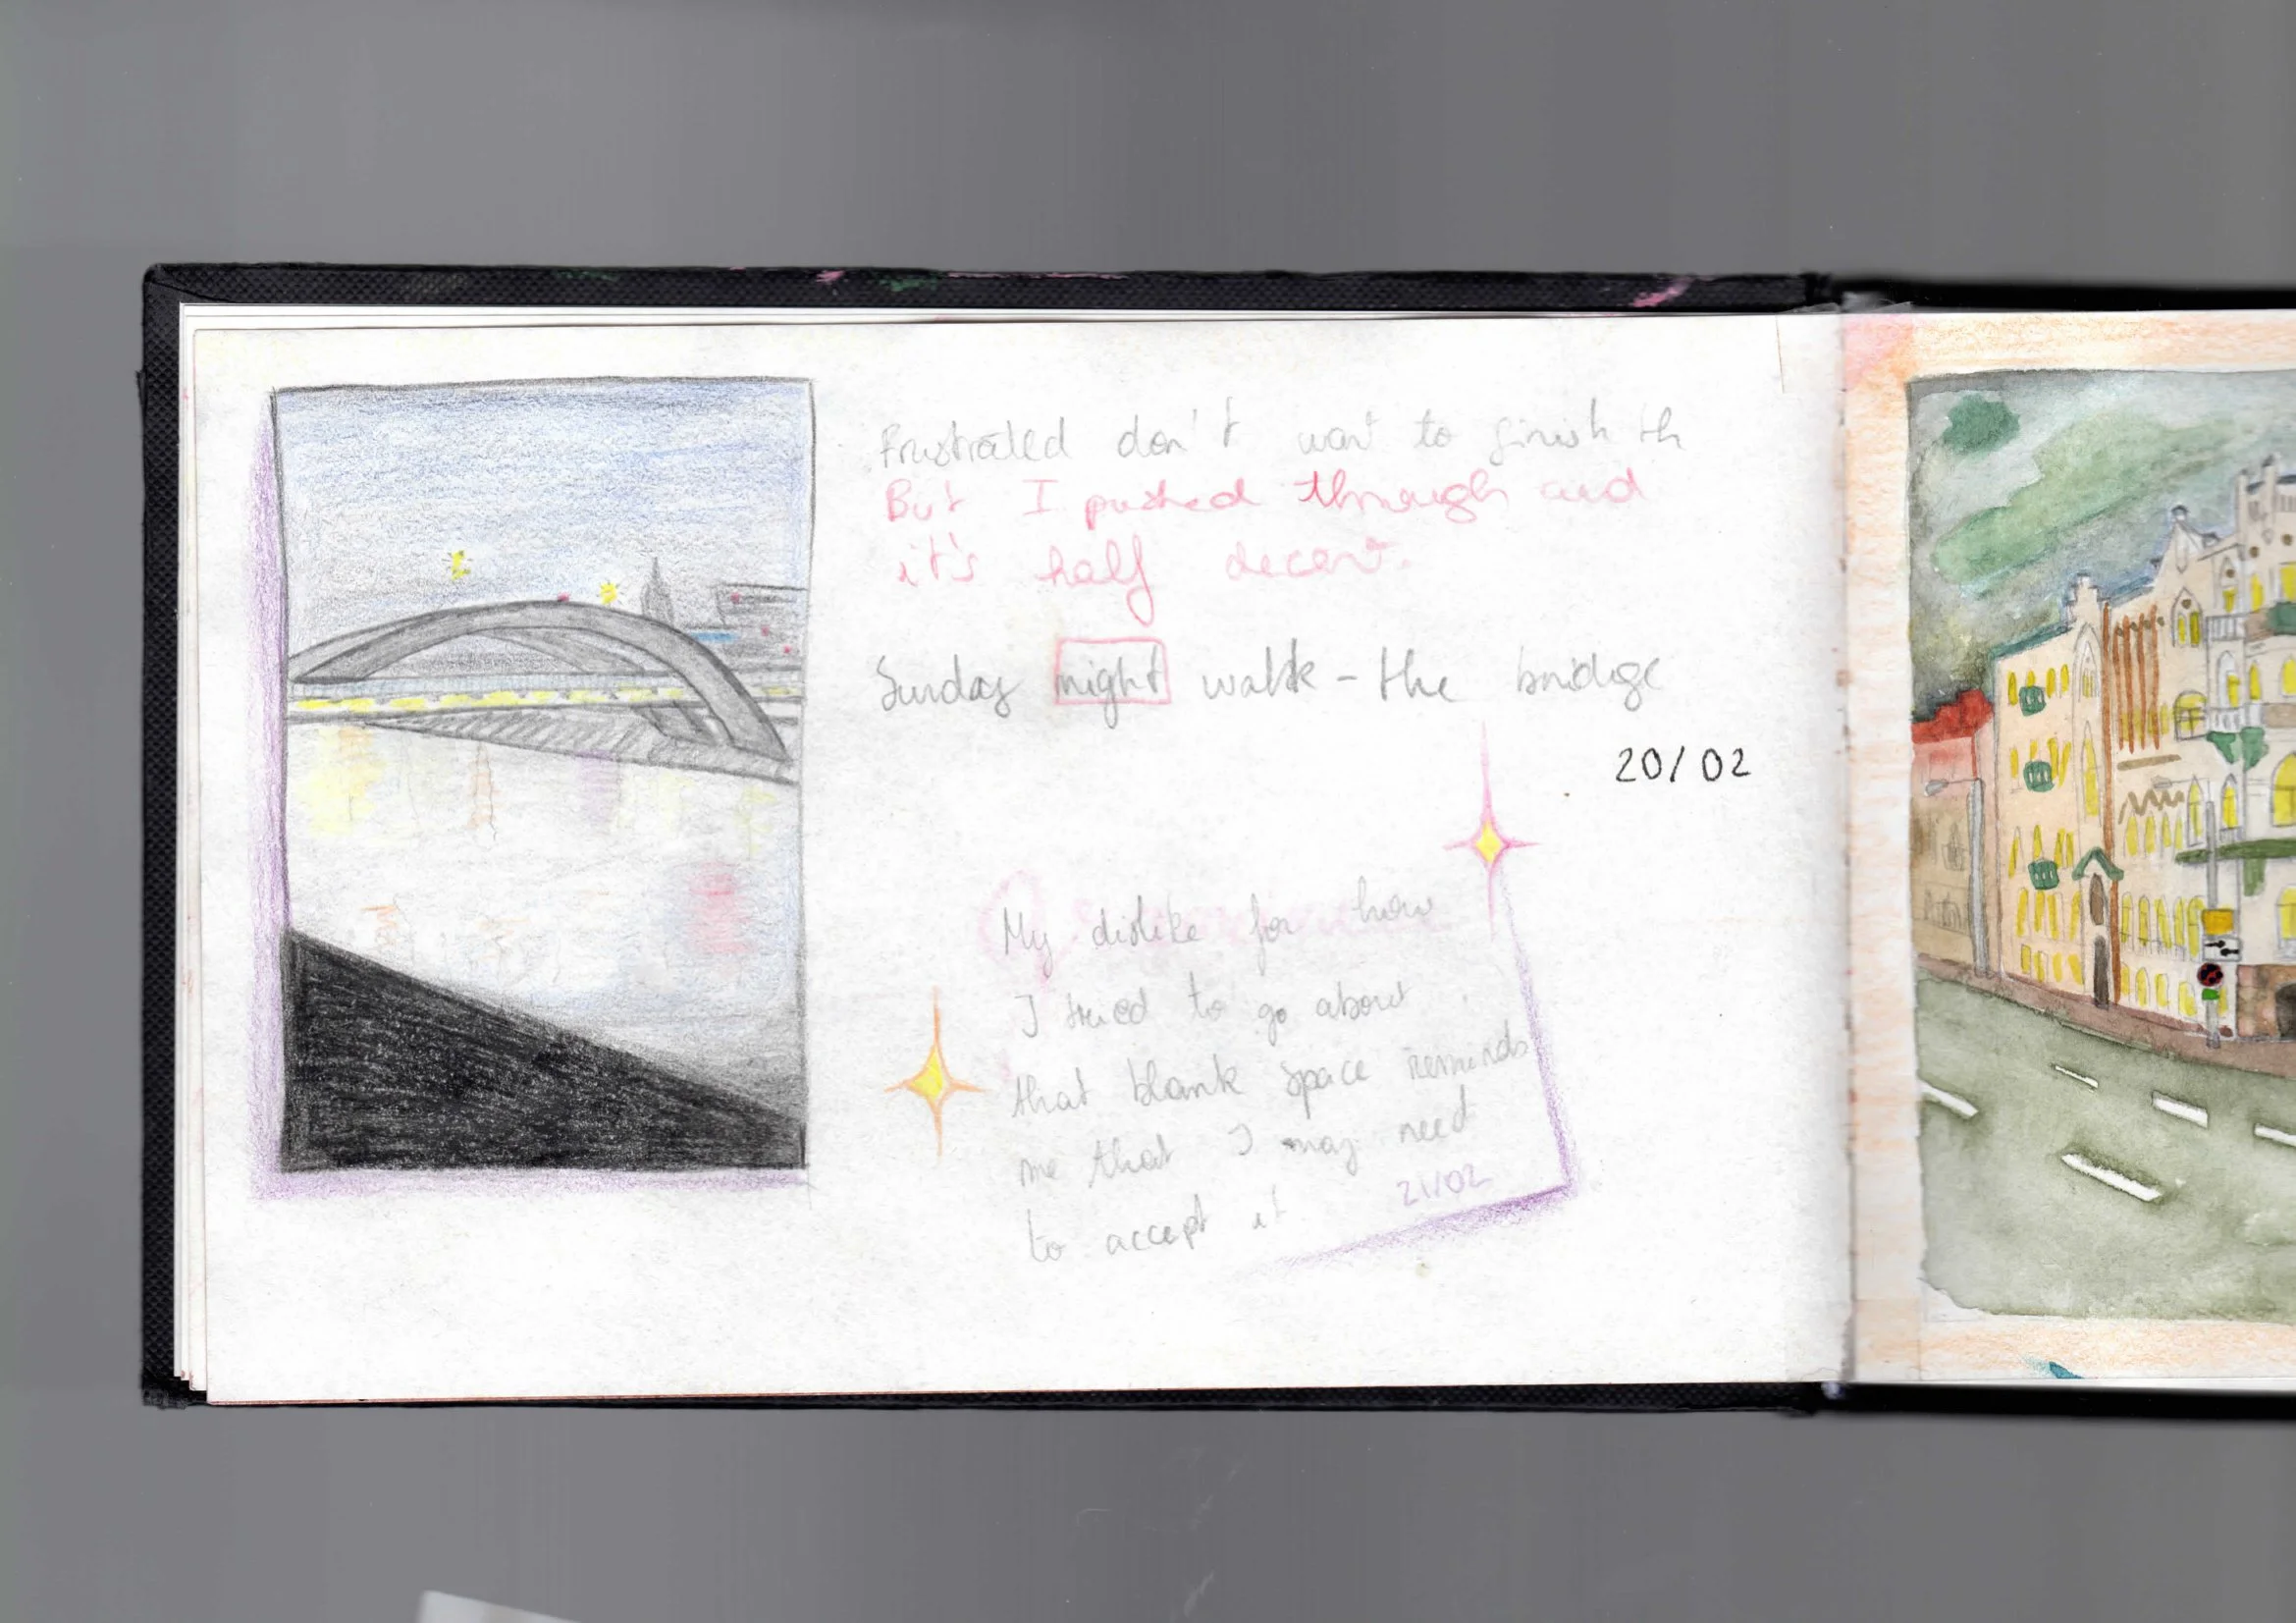 Frustrated don't want to finish th
But I pushed through and
it's half decent.
Sunday night walk - the bridge
20/02
My dislike for how
I tried to go about
that blank space reminds
me that I may need
to accept it.
21/02